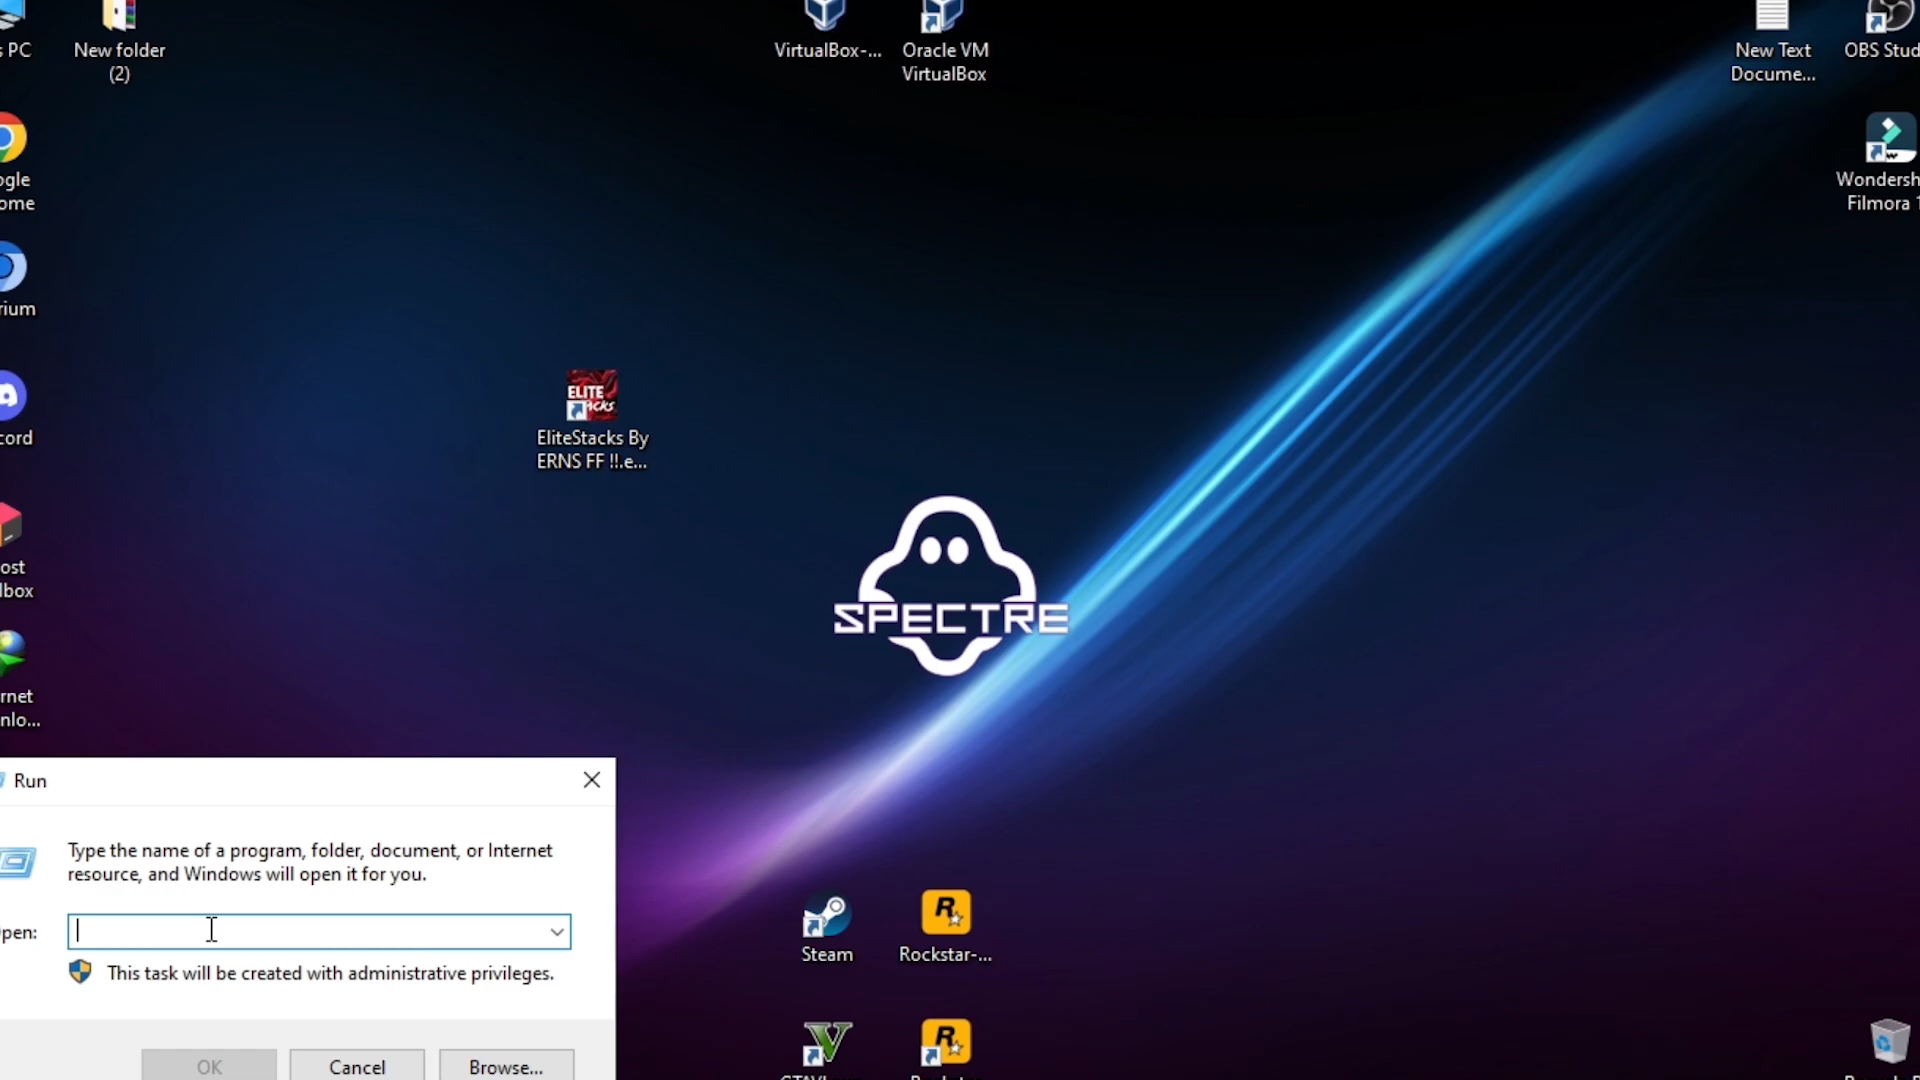 s PC
New folder
(2)
VirtualBox-...
Oracle VM
VirtualBox
New Text
Docume...
OBS Stud
ogle
ome
Wondersh
Filmora 1
rium
cord
ELITE
acks
EliteStacks By
ERNS FF !!.e...
ost
lbox
SPECTRE
rnet
nlo...
Run
Type the name of a program, folder, document, or Internet
resource, and Windows will open it for you.
pen:
This task will be created with administrative privileges.
OK
Cancel
Browse...
R
Steam
Rockstar-...
V
R